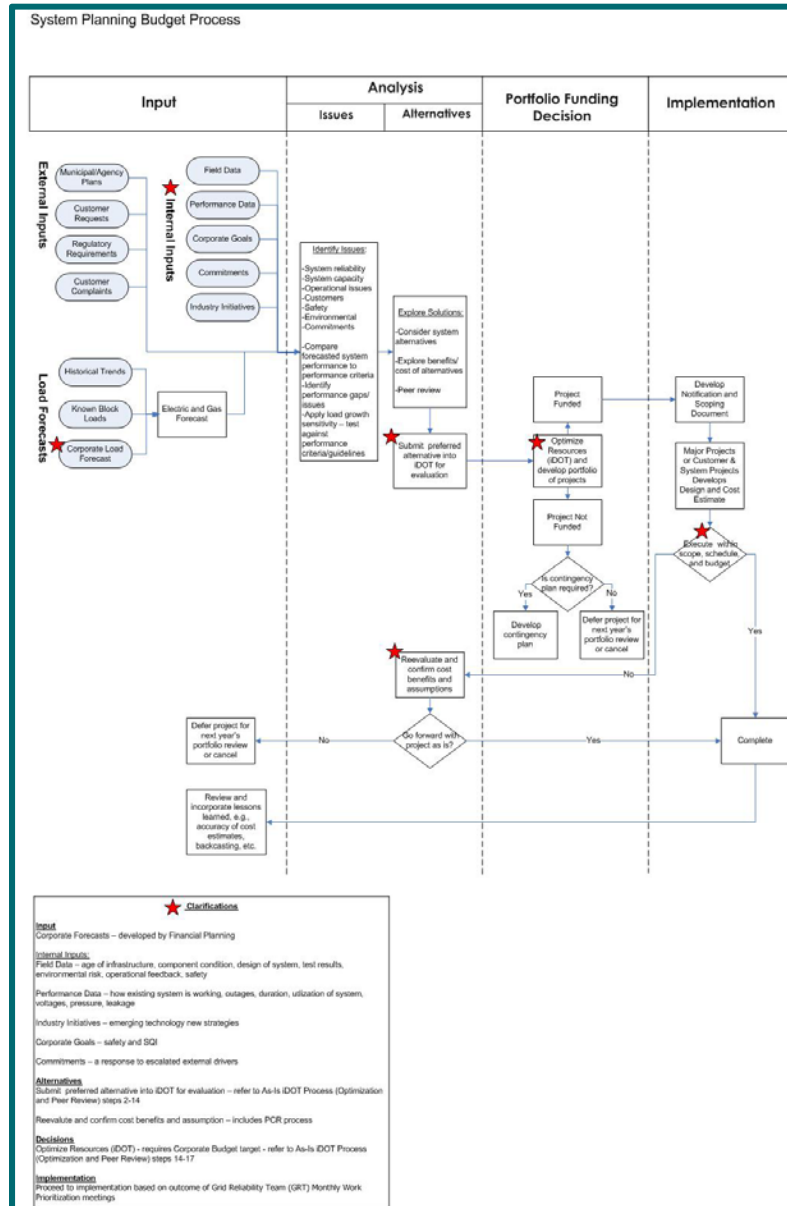 System Planning Budget Process
Input
Analysis
Issues
Alternatives
Portfolio Funding
Decision
Implementation
External Inputs
Municipal/Agency
Plans
Customer
Requests
Regulatory
Requirements
Customer
Complaints
Internal Inputs
Field Data
Performance Data
Corporate Goals
Commitments
Industry Initiatives
Load Forecasts
Historical Trends
Known Block
Loads
Corporate Load
Forecast
Electric and Gas
Forecast
Identify Issues:
-System reliability
-System capacity
-Operational issues
-Customers
-Safety
-Environmental
-Commitments
-Compare
forecasted system
performance to
performance criteria
-Identify
performance gaps/
issues
-Apply load growth
sensitivity – test
against
performance
criteria/guidelines
Explore Solutions:
-Consider system
alternatives
-Explore benefits/
cost of alternatives
-Peer review
Submit preferred
alternative into
iDOT for
evaluation
Project
Funded
Optimize
Resources
(iDOT) and
develop portfolio
of projects
Project Not
Funded
Is contingency
plan required?
Yes
No
Develop
contingency
plan
Defer project for
next year's
portfolio review
or cancel
Develop
Notification and
Scoping
Document
Major Projects
or Customer &
System Projects
Develops
Design and Cost
Estimate
Execute within
scope, schedule,
and budget
Yes
No
Reevaluate and
confirm cost
benefits and
assumptions
Go forward with
project as is?
No
Yes
Defer project for
next year's
portfolio review
or cancel
Complete
Review and
incorporate lessons
learned, e.g.,
accuracy of cost
estimates,
backcasting, etc.
Clarifications
Input
Corporate Forecasts – developed by Financial Planning
Internal Inputs:
Field Data – age of infrastructure, component condition, design of system, test results,
environmental risk, operational feedback, safety
Performance Data – how existing system is working, outages, duration, utlization of system,
voltages, pressure, leakage
Industry Initiatives – emerging technology new strategies
Corporate Goals – safety and SQI
Commitments – a response to escalated external drivers
Alternatives
Submit preferred alternative into iDOT for evaluation – refer to As-Is iDOT Process (Optimization
and Peer Review) steps 2-14
Reevalute and confirm cost benefits and assumption – includes PCR process
Decisions
Optimize Resources (iDOT) - requires Corporate Budget target - refer to As-Is iDOT Process
(Optimization and Peer Review) steps 14-17
Implementation
Proceed to implementation based on outcome of Grid Reliability Team (GRT) Monthly Work
Prioritization meetings